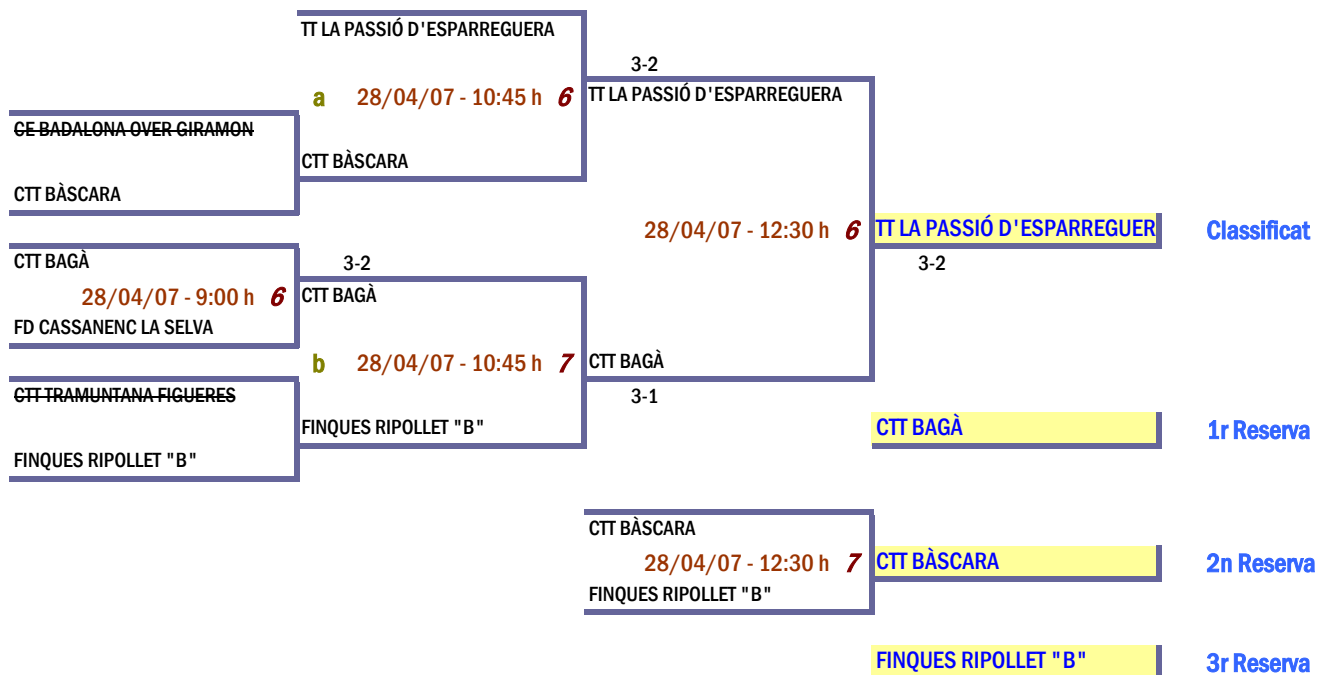 TT LA PASSIÓ D'ESPARREGUERA
3-2
a 28/04/07 - 10:45 h 6 TT LA PASSIÓ D'ESPARREGUERA
CE BADALONA OVER GIRAMON
CTT BÀSCARA
CTT BÀSCARA
28/04/07 - 12:30 h 6 TT LA PASSIÓ D'ESPARREGUER Classificat
CTT BAGÀ 3-2 3-2
28/04/07 - 9:00 h 6 CTT BAGÀ
FD CASSANENC LA SELVA
b 28/04/07 - 10:45 h 7 CTT BAGÀ
CTT TRAMUNTANA FIGUERES 3-1
FINQUES RIPOLLET "B" CTT BAGÀ 1r Reserva
FINQUES RIPOLLET "B"
CTT BÀSCARA
28/04/07 - 12:30 h 7 CTT BÀSCARA 2n Reserva
FINQUES RIPOLLET "B"
FINQUES RIPOLLET "B" 3r Reserva